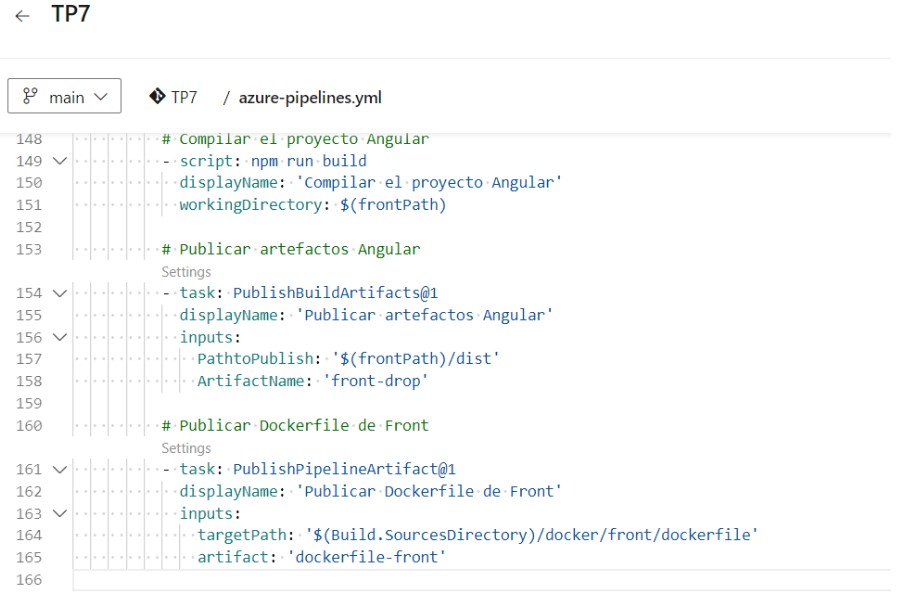 TP7
main TP7 / azure-pipelines.yml
148 # Compilar el proyecto Angular
149 - script: npm run build
150 displayName: 'Compilar el proyecto Angular'
151 workingDirectory: $(frontPath)
152
153 # Publicar artefactos Angular
Settings
154 - task: PublishBuildArtifacts@1
155 displayName: 'Publicar artefactos Angular'
156 inputs:
157 PathtoPublish: '$(frontPath)/dist'
158 ArtifactName: 'front-drop'
159
160 # Publicar Dockerfile de Front
Settings
161 - task: PublishPipelineArtifact@1
162 displayName: 'Publicar Dockerfile de Front'
163 inputs:
164 targetPath: '$(Build.SourcesDirectory)/docker/front/dockerfile'
165 artifact: 'dockerfile-front'
166